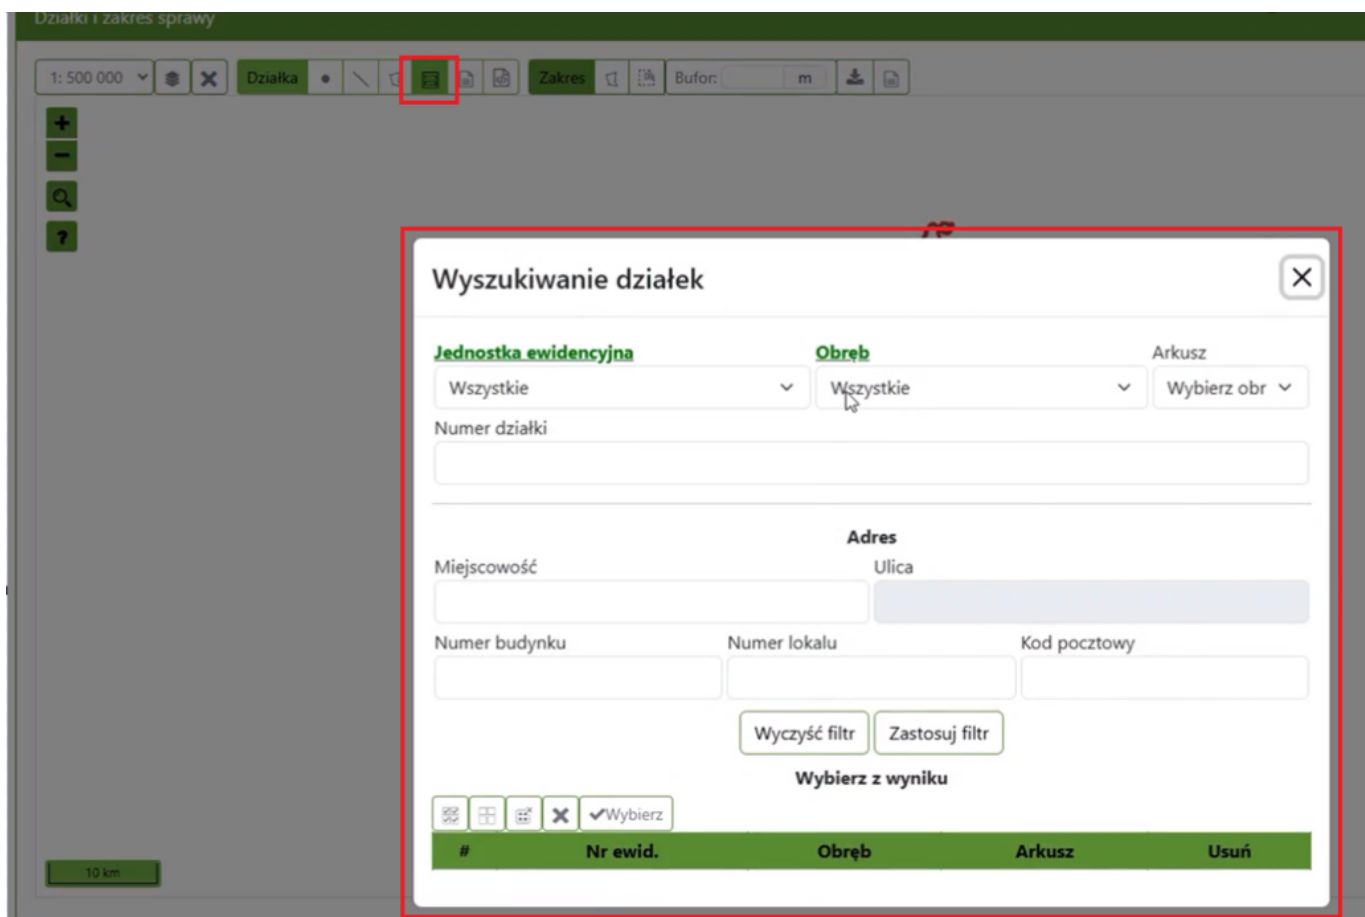 Działki i zakres sprawy
1: 500 000 Działka Zakres Bufor: m
Wyszukiwanie działek
Jednostka ewidencyjna Obręb Arkusz
Wszystkie Wszystkie Wybierz obr
Numer działki
Adres
Miejscowość Ulica
Numer budynku Numer lokalu Kod pocztowy
Wyczyść filtr Zastosuj filtr
Wybierz z wyniku
Wybierz
# Nr ewid. Obręb Arkusz Usuń
10 km